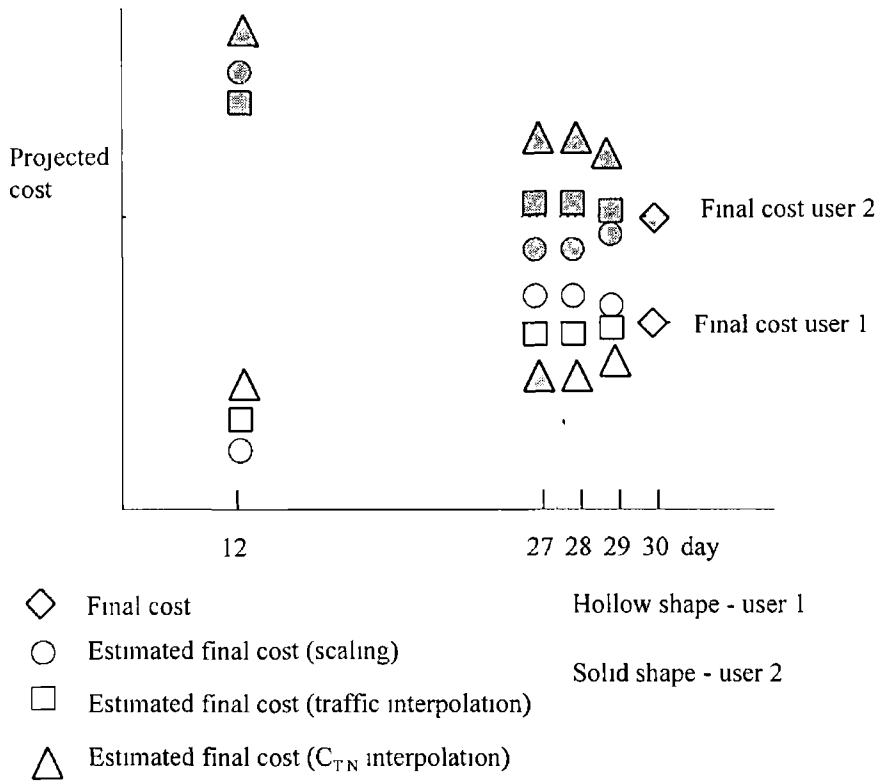 Projected
cost
Final cost user 2
Final cost user 1
12
27 28 29 30 day
Final cost
Hollow shape - user 1
Estimated final cost (scaling)
Solid shape - user 2
Estimated final cost (traffic interpolation)
Estimated final cost (C_TN interpolation)